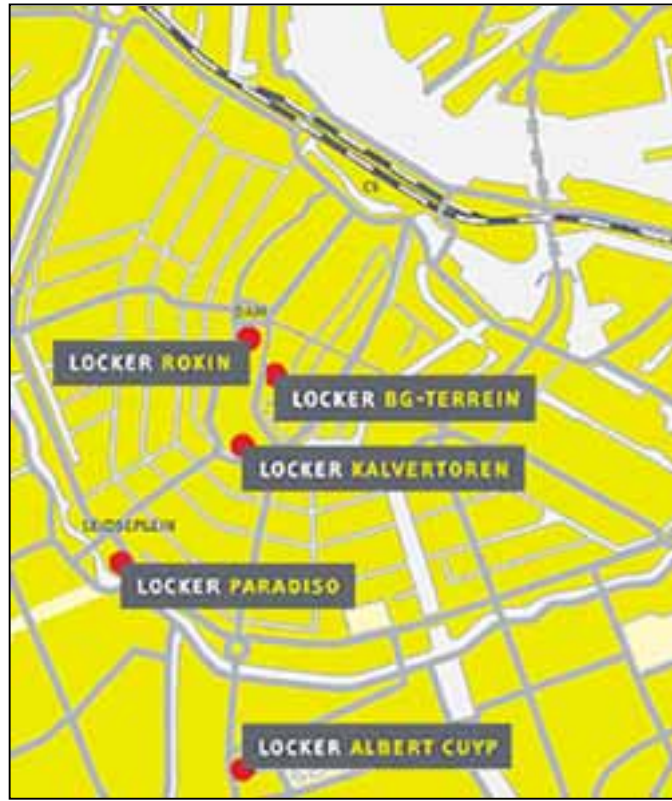 CS
DAM
LOCKER ROKIN
LOCKER BG-TERREIN
LOCKER KALVERTOREN
LEIDSEPLEIN
LOCKER PARADISO
LOCKER ALBERT CUYP